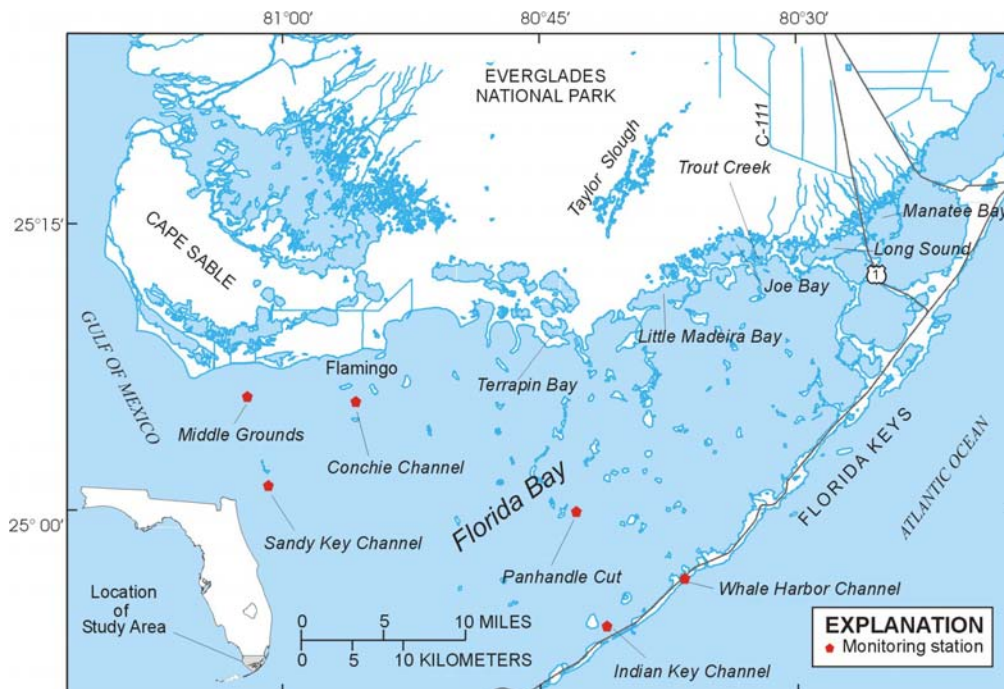 81°00'
80°45'
80°30'
EVERGLADES
NATIONAL PARK
C-111
Taylor Slough
Trout Creek
25°15'
Manatee Bay
CAPE SABLE
Long Sound
1
Joe Bay
GULF OF MEXICO
Little Madeira Bay
Flamingo
Terrapin Bay
Middle Grounds
Conchie Channel
FLORIDA KEYS
ATLANTIC OCEAN
Florida Bay
25°00'
Sandy Key Channel
Panhandle Cut
Whale Harbor Channel
Location
of
Study Area
0 5 10 MILES
0 5 10 KILOMETERS
Indian Key Channel
EXPLANATION
Monitoring station